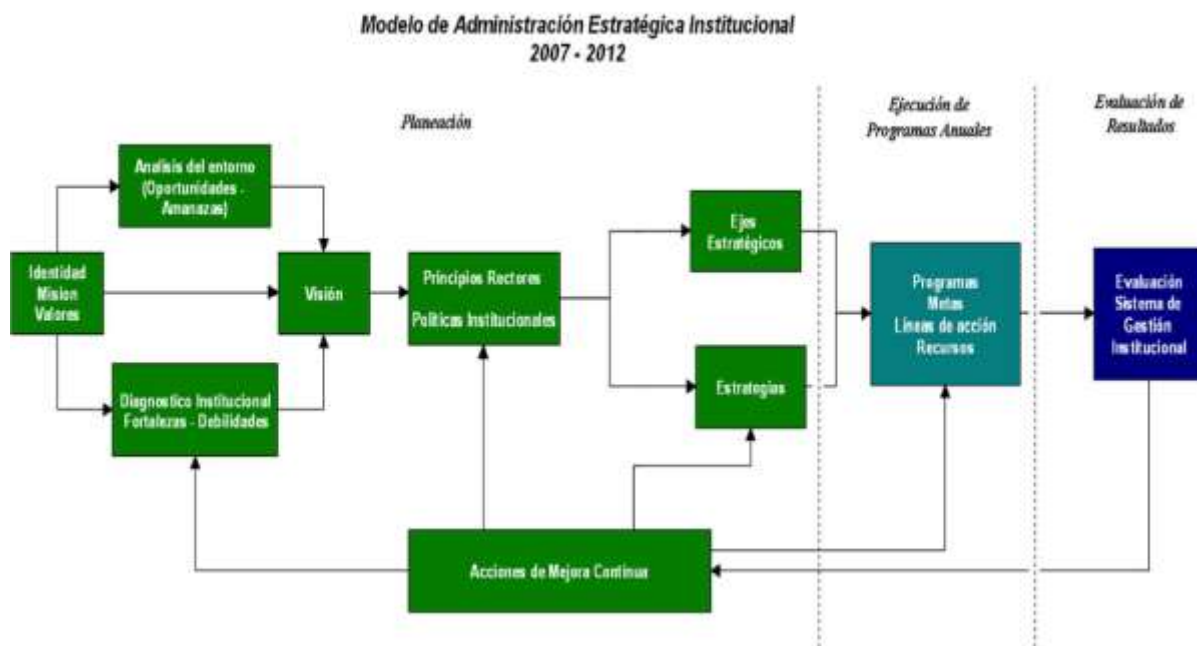 Modelo de Administración Estratégica Institucional
2007 - 2012
Planeación
Ejecución de
Programas Anuales
Evaluación de
Resultados
Analisis del entorno
(Oportunidades -
Amenazas)
Identidad
Mision
Valores
Visión
Diagnostico Institucional
Fortalezas - Debilidades
Principios Rectores
Politicas Institucionales
Ejes
Estratégicos
Estrategias
Programas
Metas
Líneas de acción
Recursos
Evaluación
Sistema de
Gestión
Institucional
Acciones de Mejora Continua